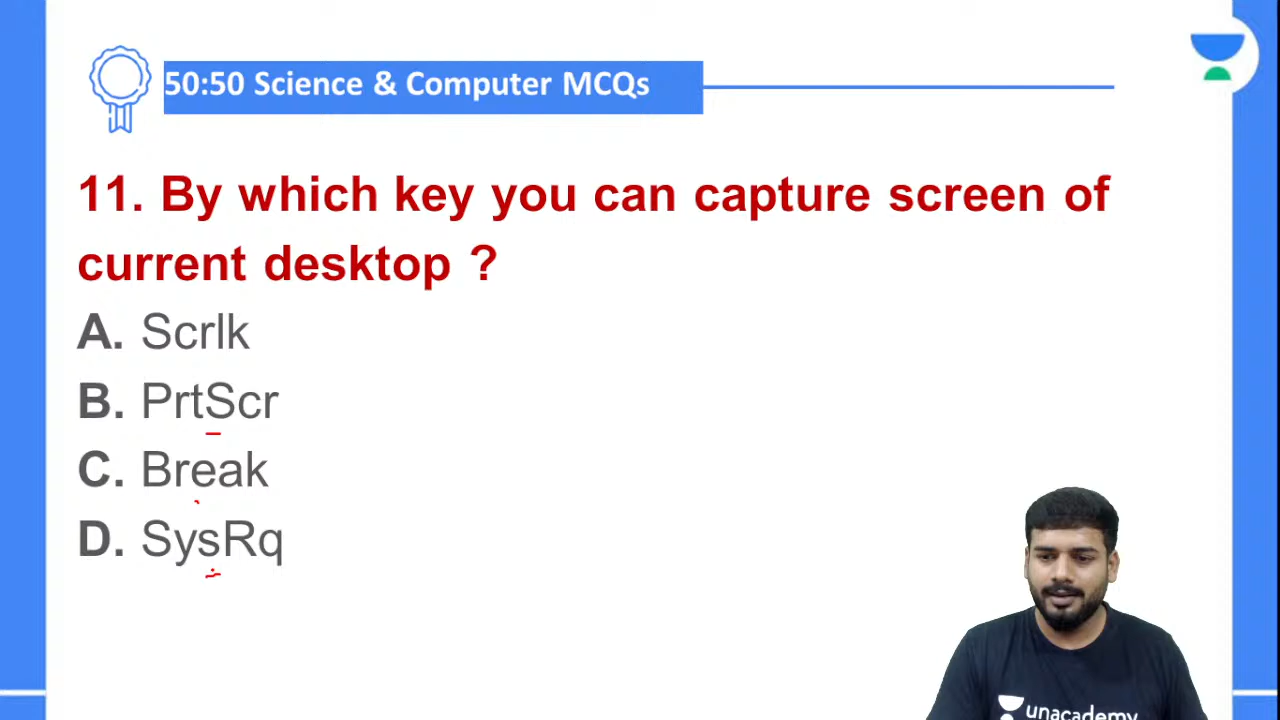 50:50 Science & Computer MCQs
11. By which key you can capture screen of
current desktop ?
A. Scrlk
B. PrtScr
C. Break
D. SysRq
unacademy